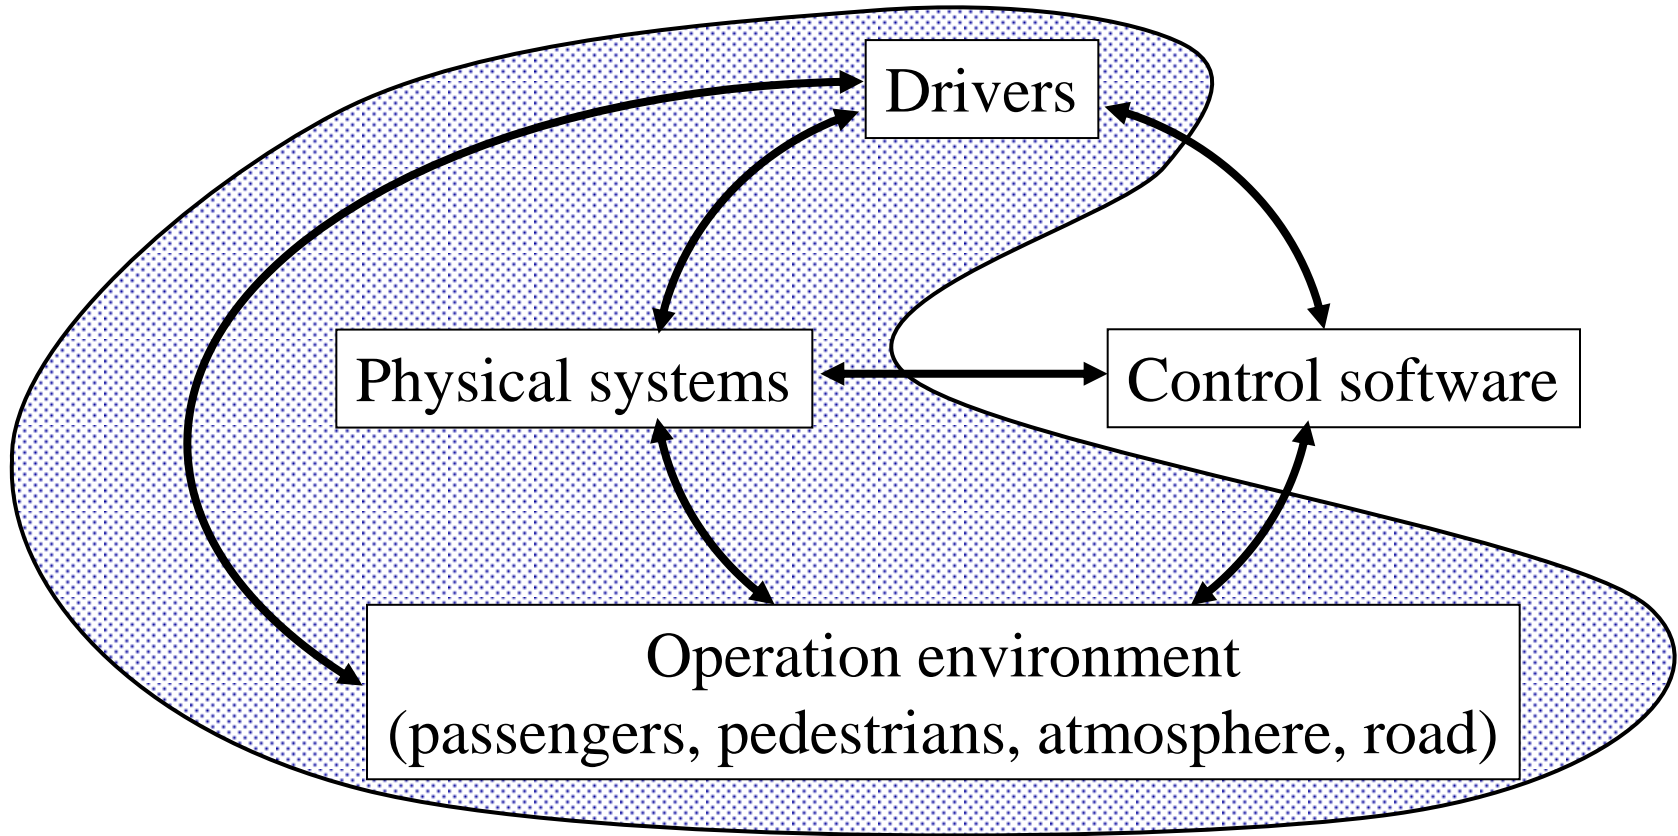 Drivers
Physical systems
Control software
Operation environment
(passengers, pedestrians, atmosphere, road)